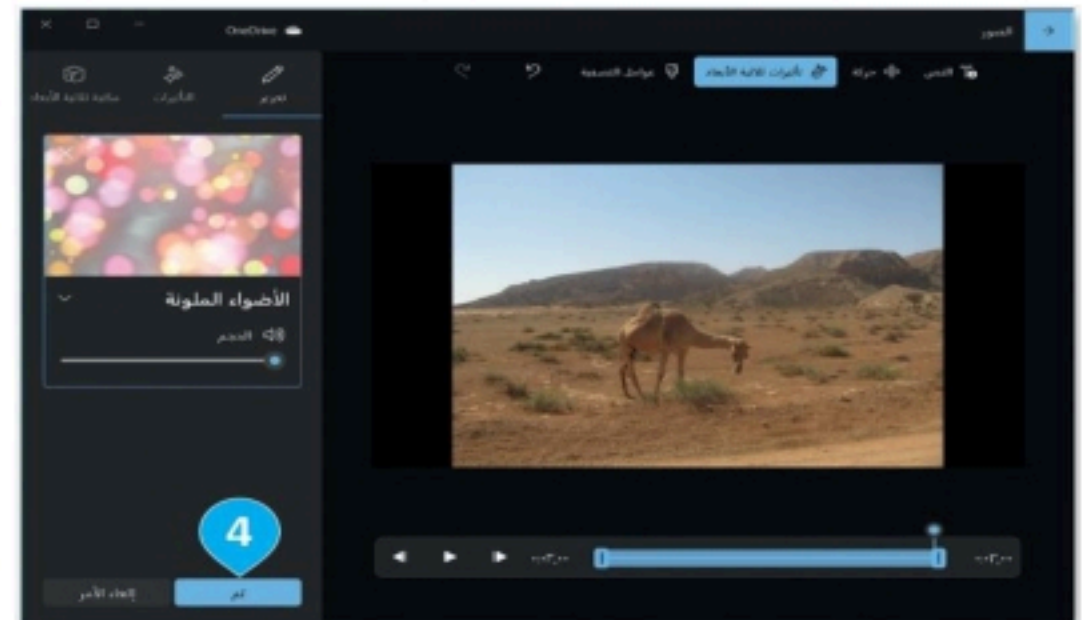 الصور
OneDrive
النص
حركة
تأثيرات ثلاثية الأبعاد
عوامل التصفية
تحرير
التأثيرات
مكتبة ثلاثية الأبعاد
الأضواء الملونة
الحجم
4
تم
إلغاء الأمر